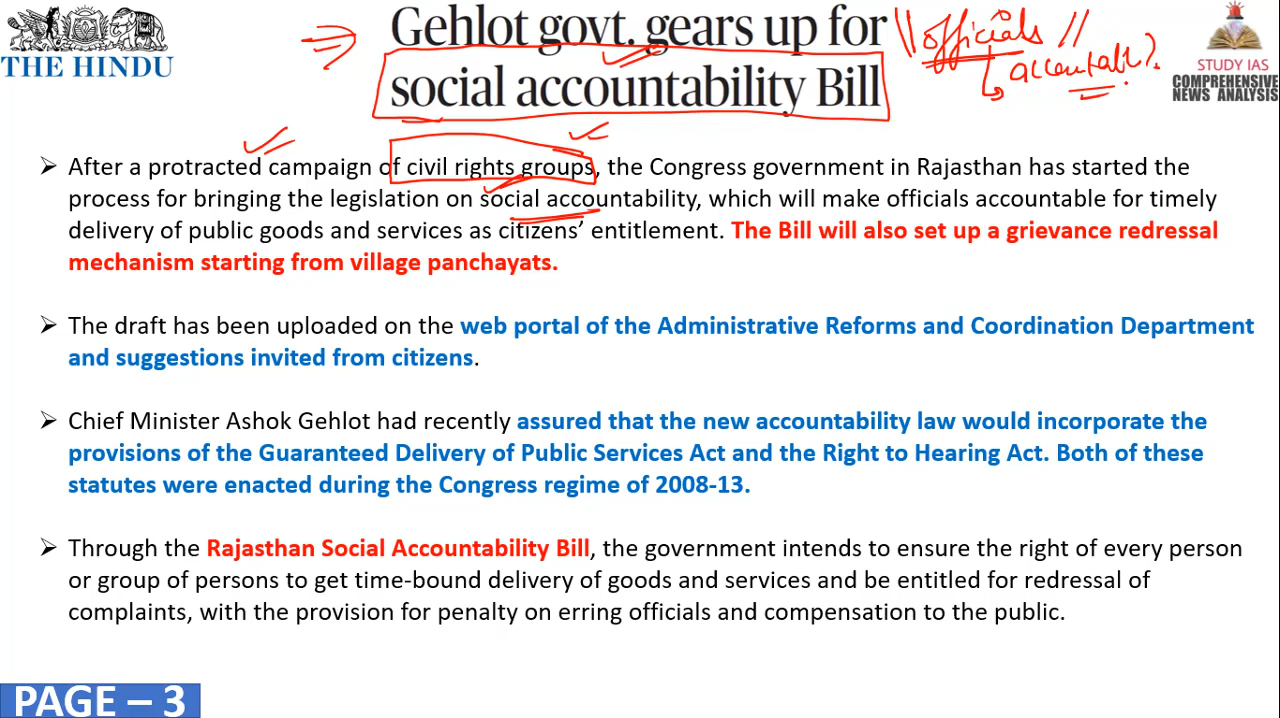 THE HINDU
Gehlot govt. gears up for
social accountability Bill
officials
accountable?
STUDY IAS
COMPREHENSIVE
NEWS ANALYSIS
➢ After a protracted campaign of civil rights groups, the Congress government in Rajasthan has started the
process for bringing the legislation on social accountability, which will make officials accountable for timely
delivery of public goods and services as citizens’ entitlement. The Bill will also set up a grievance redressal
mechanism starting from village panchayats.
➢ The draft has been uploaded on the web portal of the Administrative Reforms and Coordination Department
and suggestions invited from citizens.
➢ Chief Minister Ashok Gehlot had recently assured that the new accountability law would incorporate the
provisions of the Guaranteed Delivery of Public Services Act and the Right to Hearing Act. Both of these
statutes were enacted during the Congress regime of 2008-13.
➢ Through the Rajasthan Social Accountability Bill, the government intends to ensure the right of every person
or group of persons to get time-bound delivery of goods and services and be entitled for redressal of
complaints, with the provision for penalty on erring officials and compensation to the public.
PAGE – 3